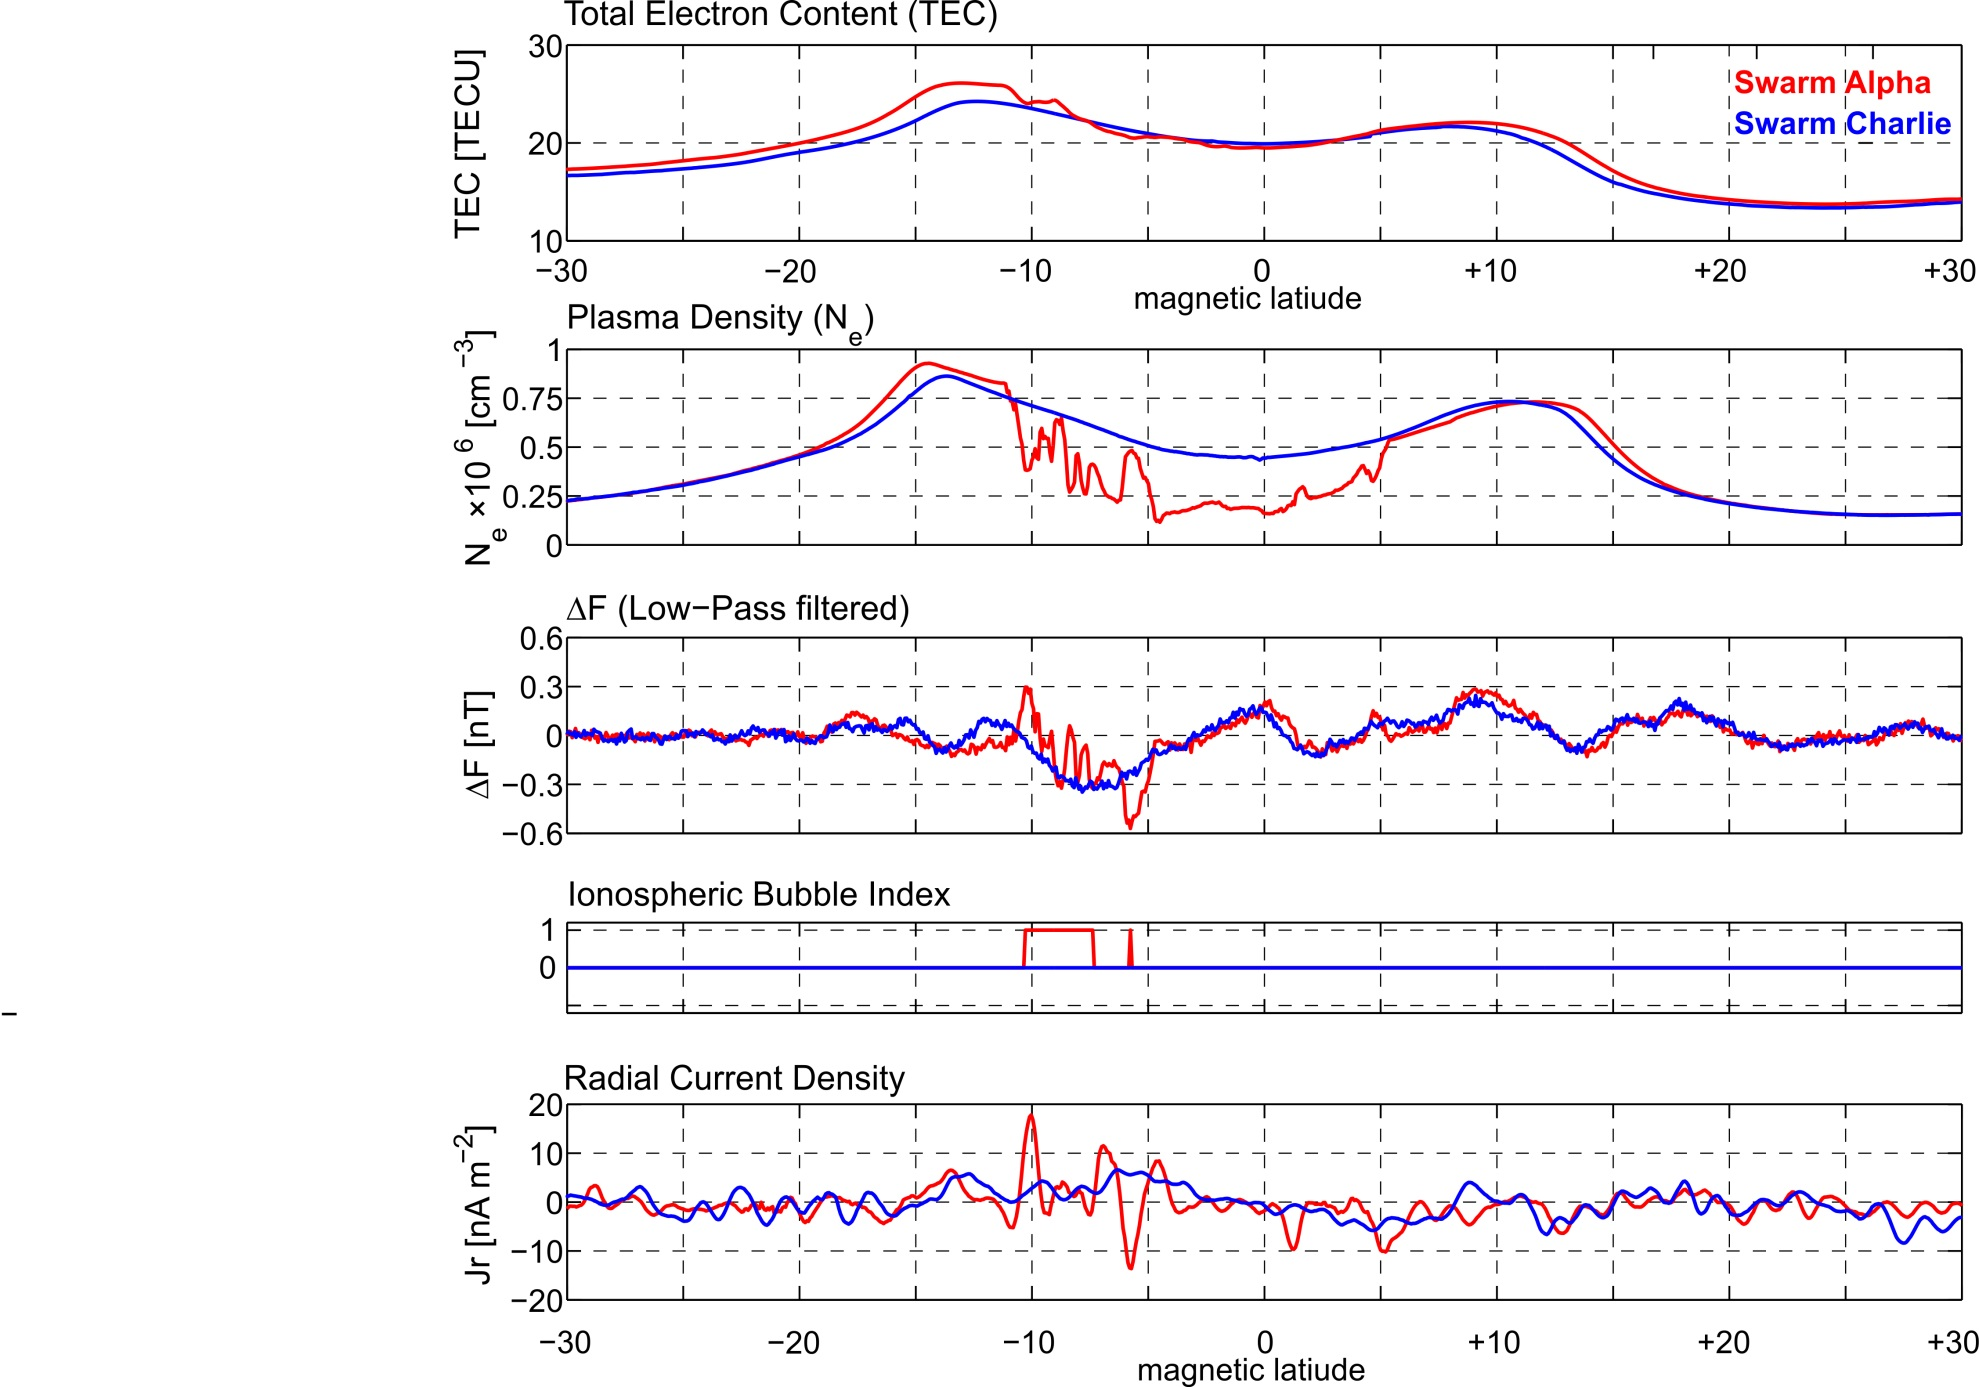 Total Electron Content (TEC)
TEC [TECU]
30
20
10
Swarm Alpha
Swarm Charlie
−30 −20 −10 0 +10 +20 +30
magnetic latiude
Plasma Density (Ne)
Ne ×10 6 [cm −3]
1
0.75
0.5
0.25
0
ΔF (Low−Pass filtered)
ΔF [nT]
0.6
0.3
0
−0.3
−0.6
Ionospheric Bubble Index
1
0
Radial Current Density
Jr [nA m−2]
20
10
0
−10
−20
−30 −20 −10 0 +10 +20 +30
magnetic latiude